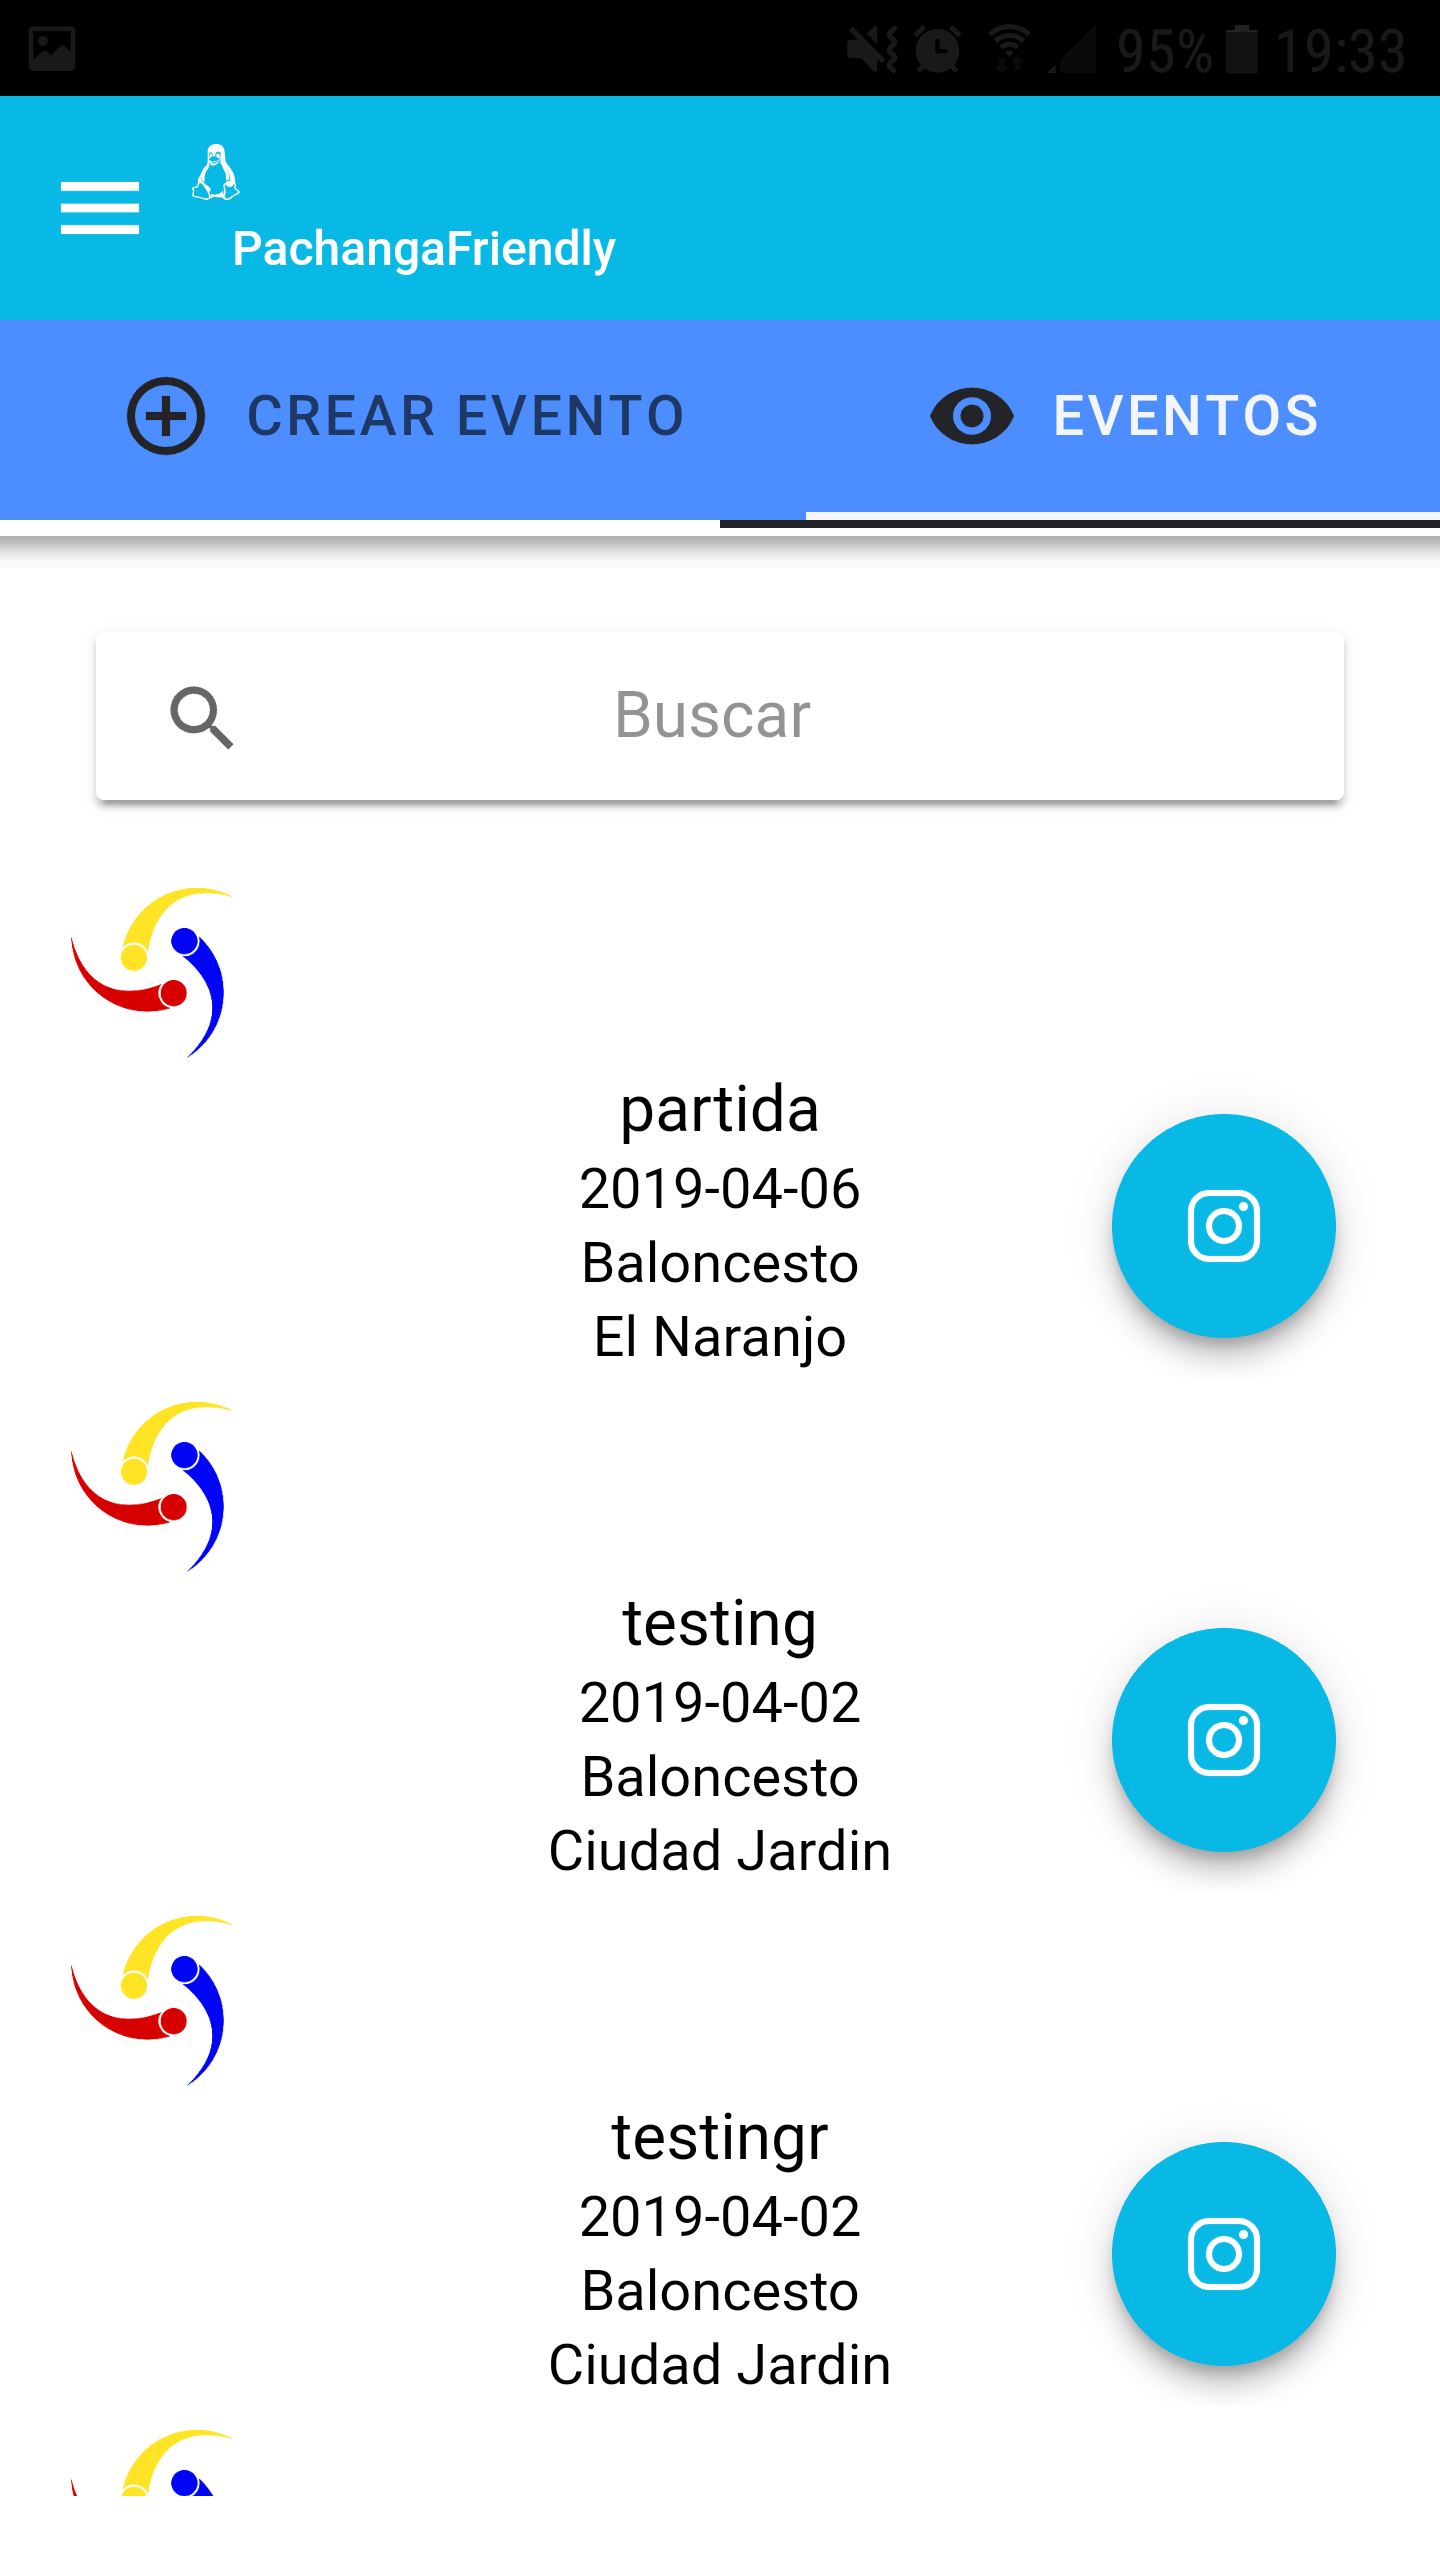 95% 19:33
PachangaFriendly
CREAR EVENTO EVENTOS
Buscar
partida
2019-04-06
Baloncesto
El Naranjo
testing
2019-04-02
Baloncesto
Ciudad Jardin
testingr
2019-04-02
Baloncesto
Ciudad Jardin